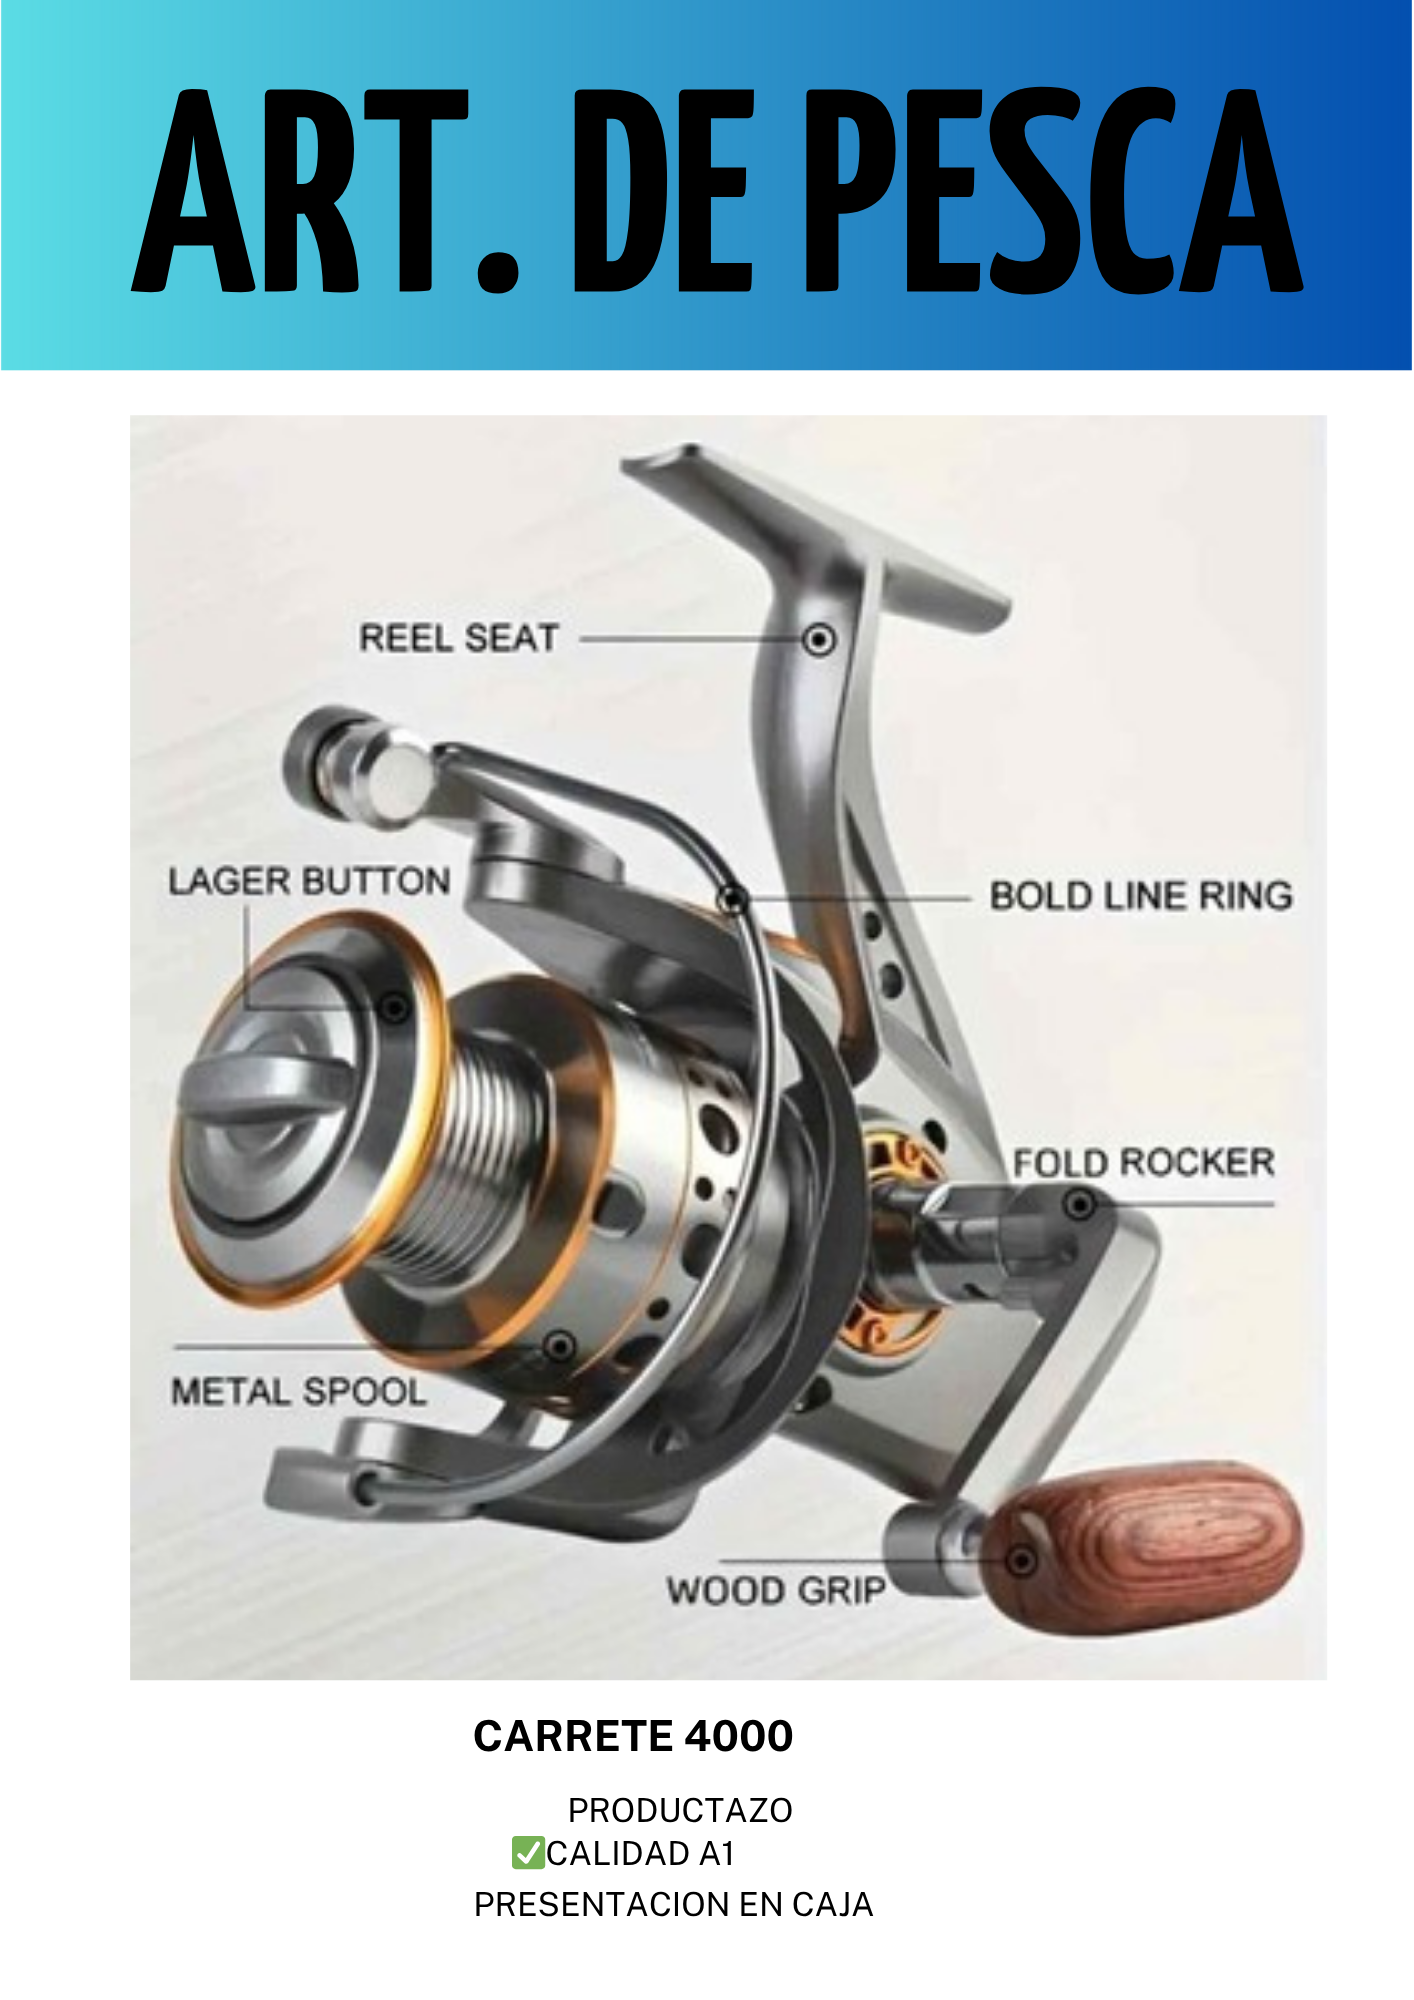 ART. DE PESCA
REEL SEAT
LAGER BUTTON
BOLD LINE RING
FOLD ROCKER
METAL SPOOL
WOOD GRIP
CARRETE 4000
PRODUCTAZO
✅CALIDAD A1
PRESENTACION EN CAJA